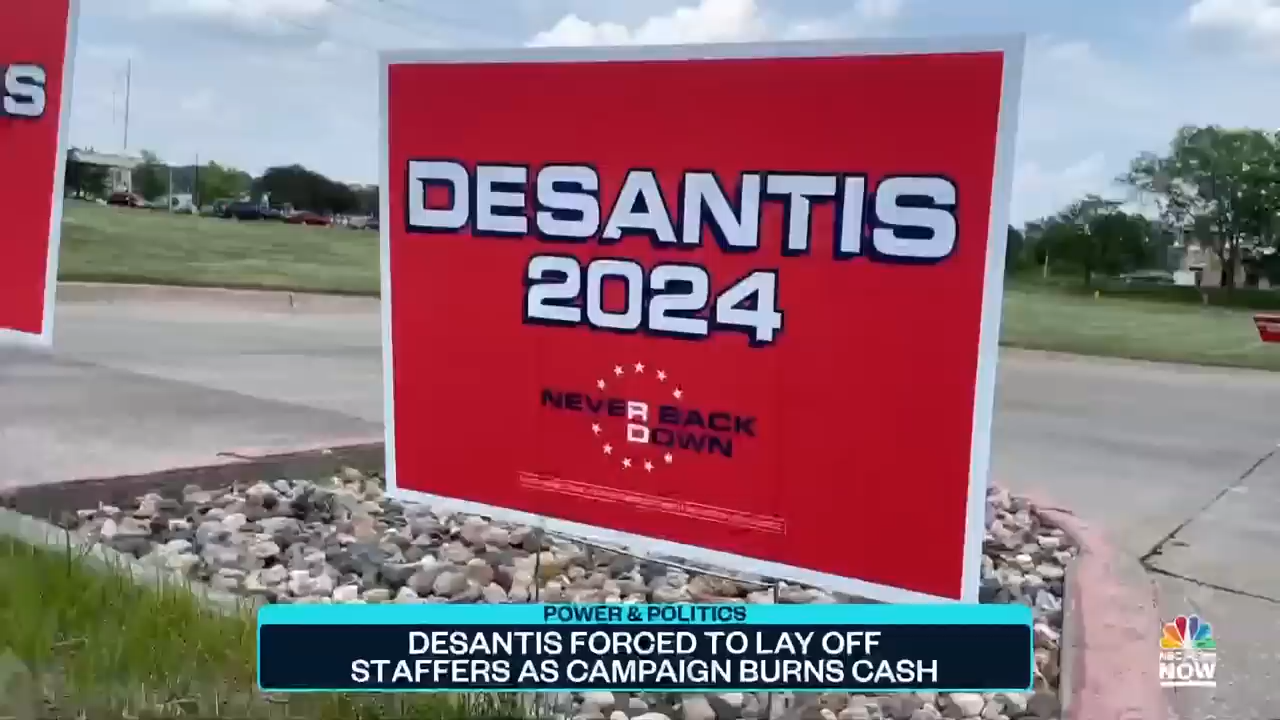 S
DESANTIS
2024
NEVER BACK
DOWN
POWER & POLITICS
DESANTIS FORCED TO LAY OFF
STAFFERS AS CAMPAIGN BURNS CASH
NBC NEWS
NOW